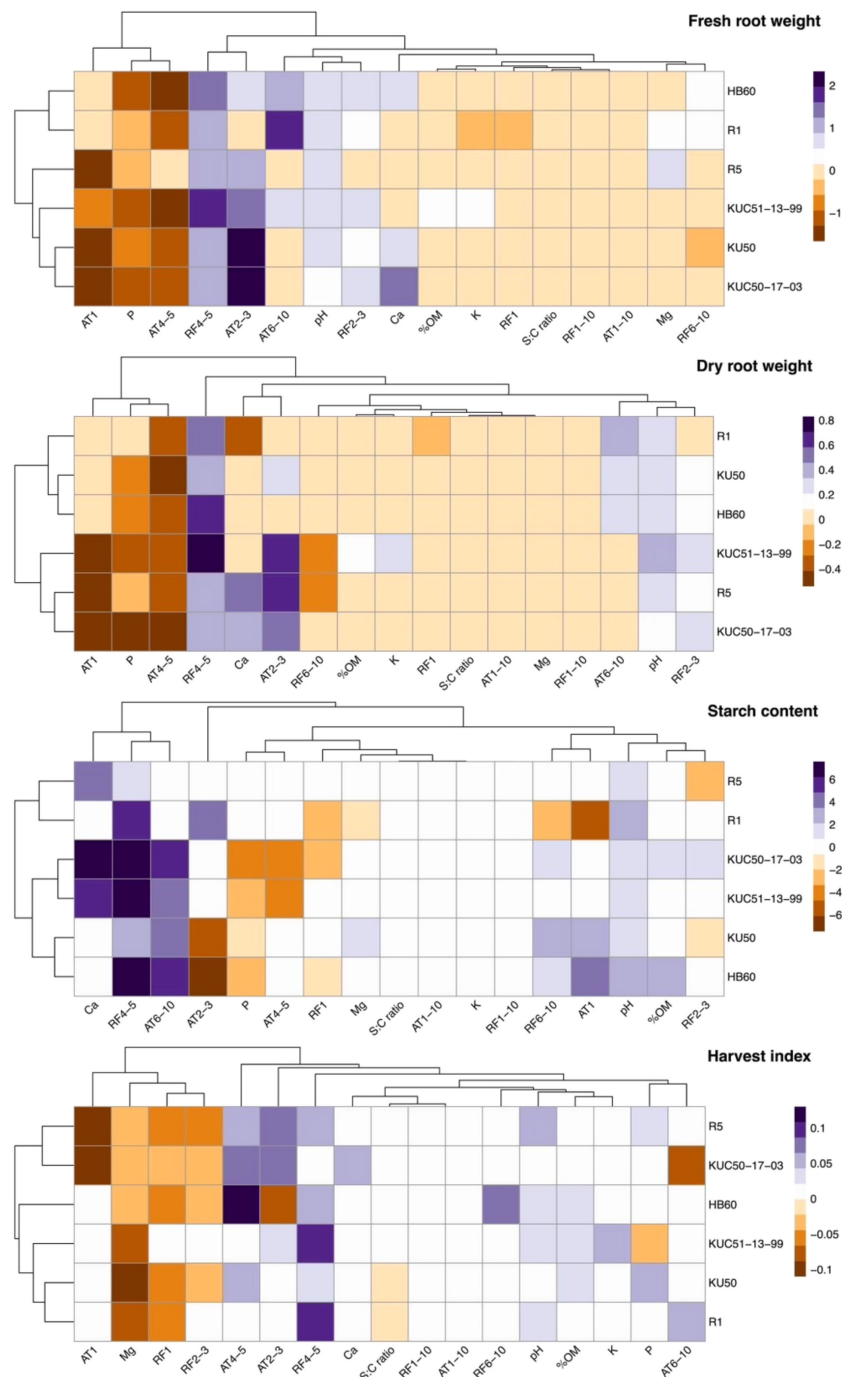 Fresh root weight
HB60
R1
R5
KUC51-13-99
KU50
KUC50-17-03
2
1
0
-1
AT1 P AT4-5 RF4-5 AT2-3 AT6-10 pH RF2-3 Ca %OM K RF1 S:C ratio RF1-10 AT1-10 Mg RF6-10
Dry root weight
R1
KU50
HB60
KUC51-13-99
R5
KUC50-17-03
0.8
0.6
0.4
0.2
0
-0.2
-0.4
AT1 P AT4-5 RF4-5 Ca AT2-3 RF6-10 %OM K RF1 S:C ratio AT1-10 Mg RF1-10 AT6-10 pH RF2-3
Starch content
R5
R1
KUC50-17-03
KUC51-13-99
KU50
HB60
6
4
2
0
-2
-4
-6
Ca RF4-5 AT6-10 AT2-3 P AT4-5 RF1 Mg S:C ratio AT1-10 K RF1-10 RF6-10 AT1 pH %OM RF2-3
Harvest index
R5
KUC50-17-03
HB60
KUC51-13-99
KU50
R1
0.1
0.05
0
-0.05
-0.1
AT1 Mg RF1 RF2-3 AT4-5 AT2-3 RF4-5 Ca S:C ratio RF1-10 AT1-10 RF6-10 pH %OM K P AT6-10